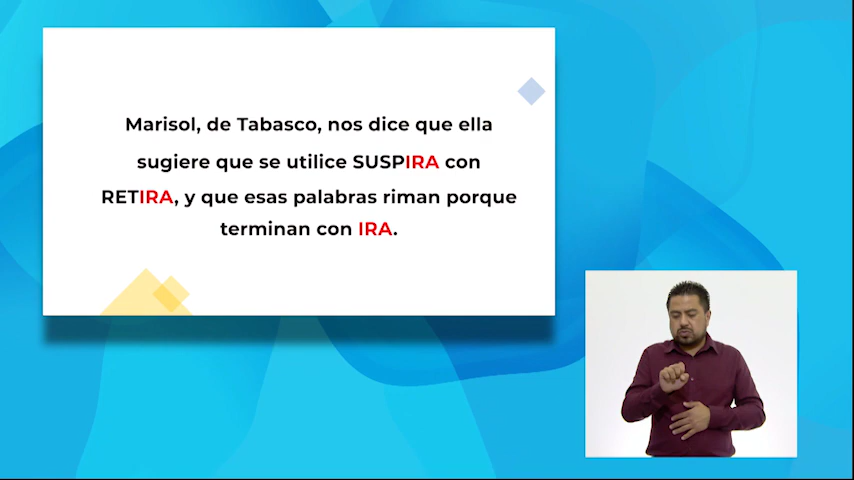 Marisol, de Tabasco, nos dice que ella
sugiere que se utilice SUSPIRA con
RETIRA, y que esas palabras riman porque
terminan con IRA.